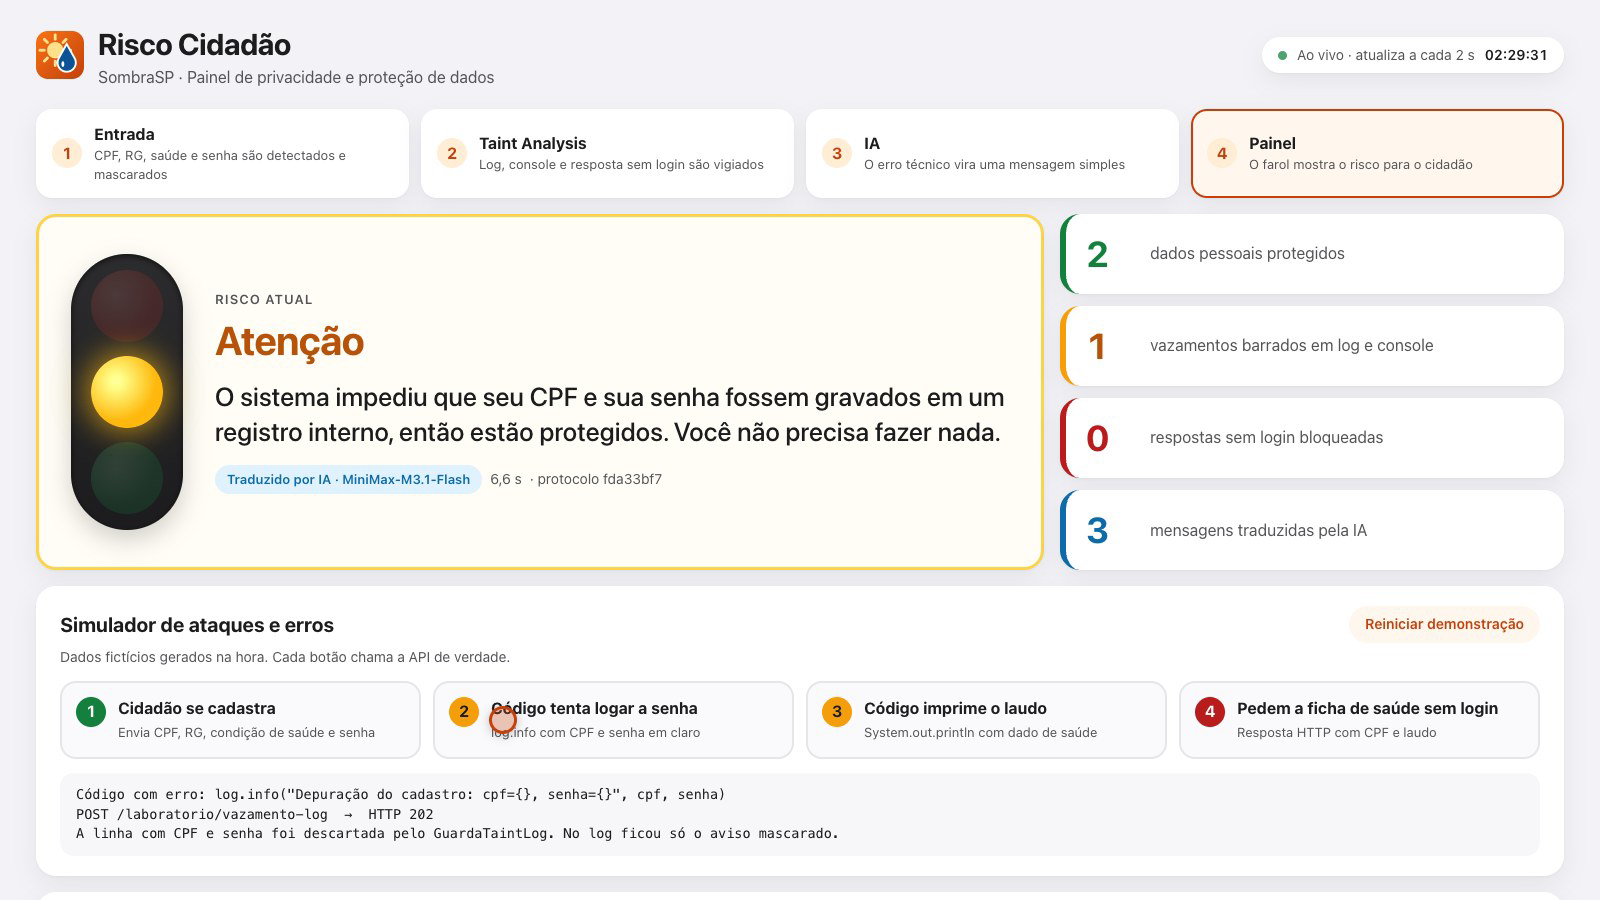 Risco Cidadão
SombraSP · Painel de privacidade e proteção de dados
Ao vivo · atualiza a cada 2 s 02:29:31
1
Entrada
CPF, RG, saúde e senha são detectados e
mascarados
2
Taint Analysis
Log, console e resposta sem login são vigiados
3
IA
O erro técnico vira uma mensagem simples
4
Painel
O farol mostra o risco para o cidadão
RISCO ATUAL
Atenção
O sistema impediu que seu CPF e sua senha fossem gravados em um
registro interno, então estão protegidos. Você não precisa fazer nada.
Traduzido por IA · MiniMax-M3.1-Flash 6,6 s · protocolo fda33bf7
2 dados pessoais protegidos
1 vazamentos barrados em log e console
0 respostas sem login bloqueadas
3 mensagens traduzidas pela IA
Simulador de ataques e erros
Reiniciar demonstração
Dados fictícios gerados na hora. Cada botão chama a API de verdade.
1 Cidadão se cadastra
Envia CPF, RG, condição de saúde e senha
2 Código tenta logar a senha
log.info com CPF e senha em claro
3 Código imprime o laudo
System.out.println com dado de saúde
4 Pedem a ficha de saúde sem login
Resposta HTTP com CPF e laudo
Código com erro: log.info("Depuração do cadastro: cpf={}, senha={}", cpf, senha)
POST /laboratorio/vazamento-log → HTTP 202
A linha com CPF e senha foi descartada pelo GuardaTaintLog. No log ficou só o aviso mascarado.